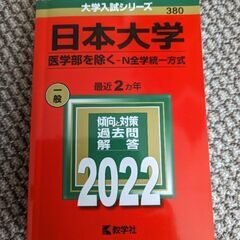 大学入試シリーズ
380
日本大学
医学部を除く-N全学統一方式
一般
最近2カ年
傾向と対策
過去問
解答
2022
教学社